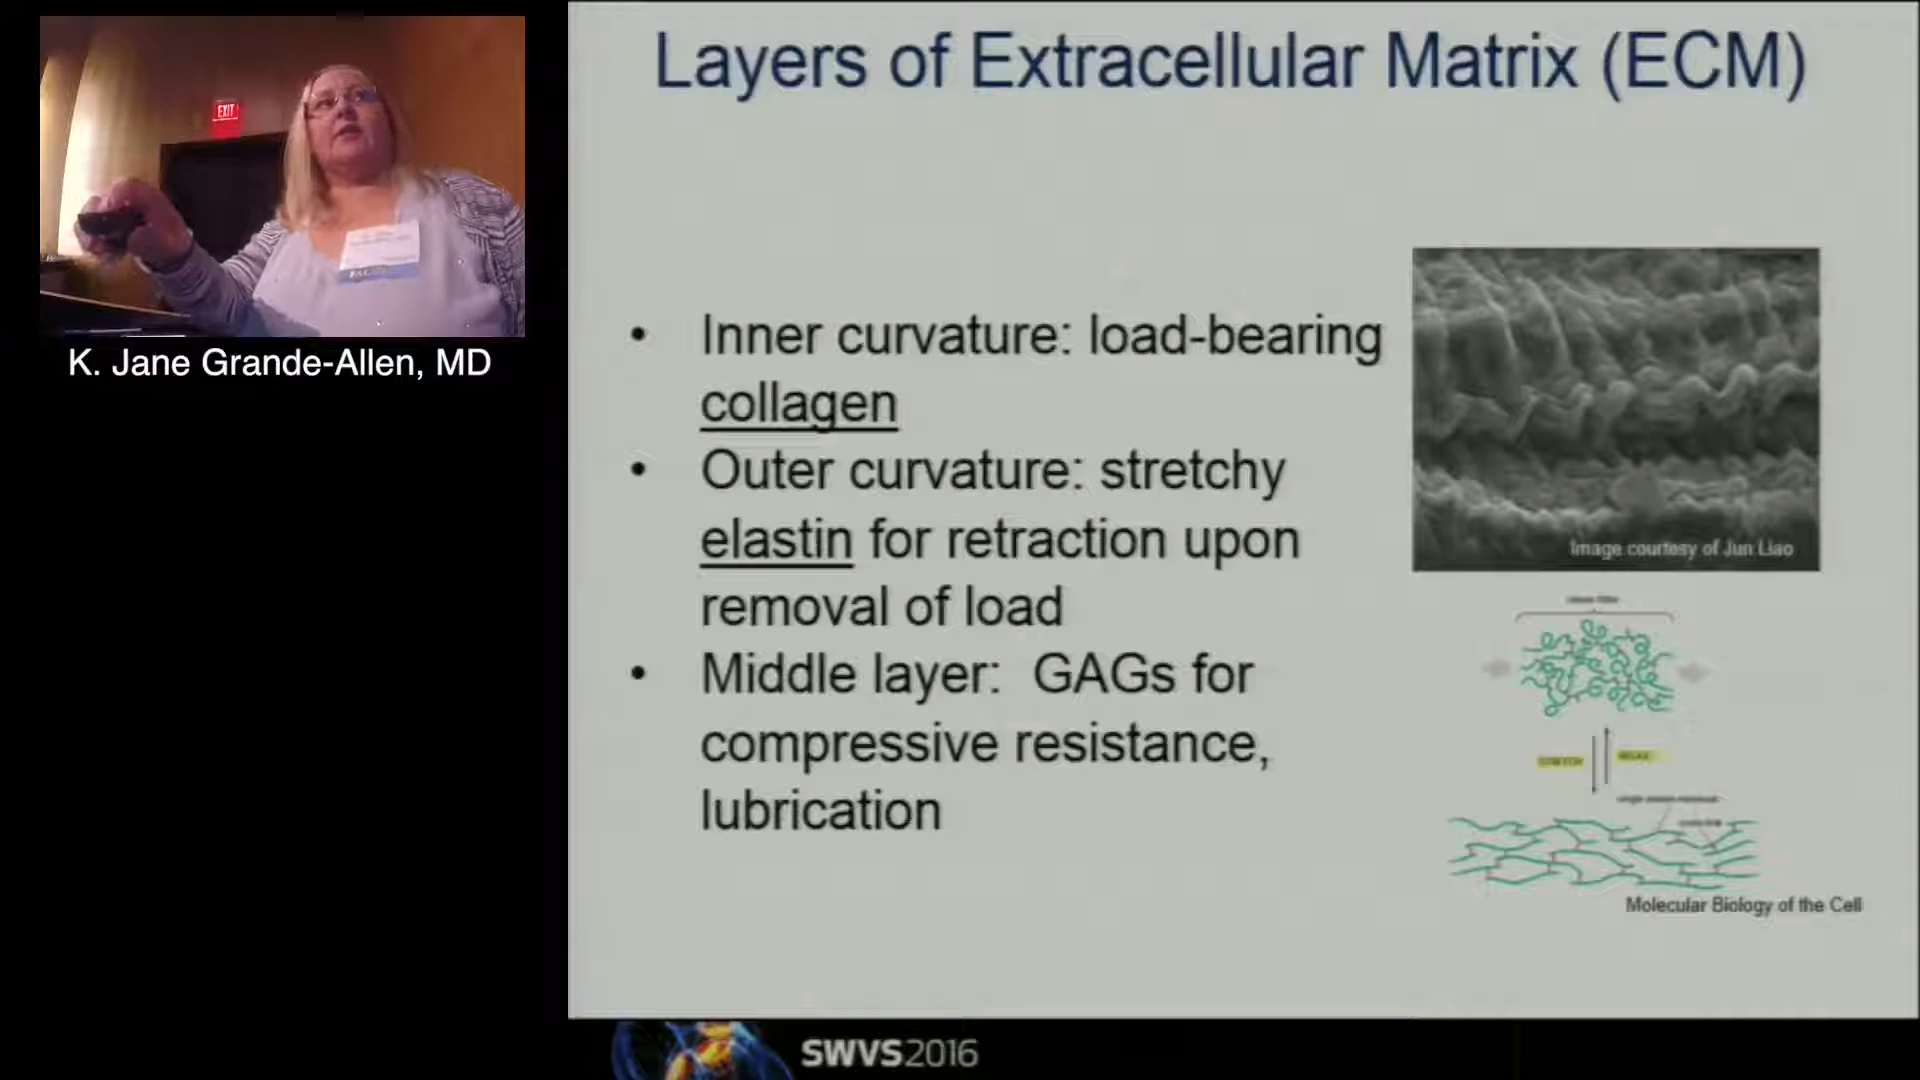 EXIT
K. Jane Grande-Allen, MD
Layers of Extracellular Matrix (ECM)
• Inner curvature: load-bearing
collagen
• Outer curvature: stretchy
elastin for retraction upon
removal of load
• Middle layer: GAGs for
compressive resistance,
lubrication
Image courtesy of Jun Liao
STRETCH
RELAX
Molecular Biology of the Cell
SWVS2016